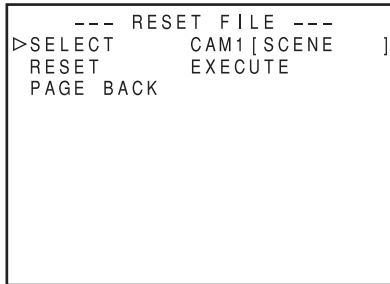 --- RESET FILE ---
▷SELECT CAM1[SCENE ]
RESET EXECUTE
PAGE BACK